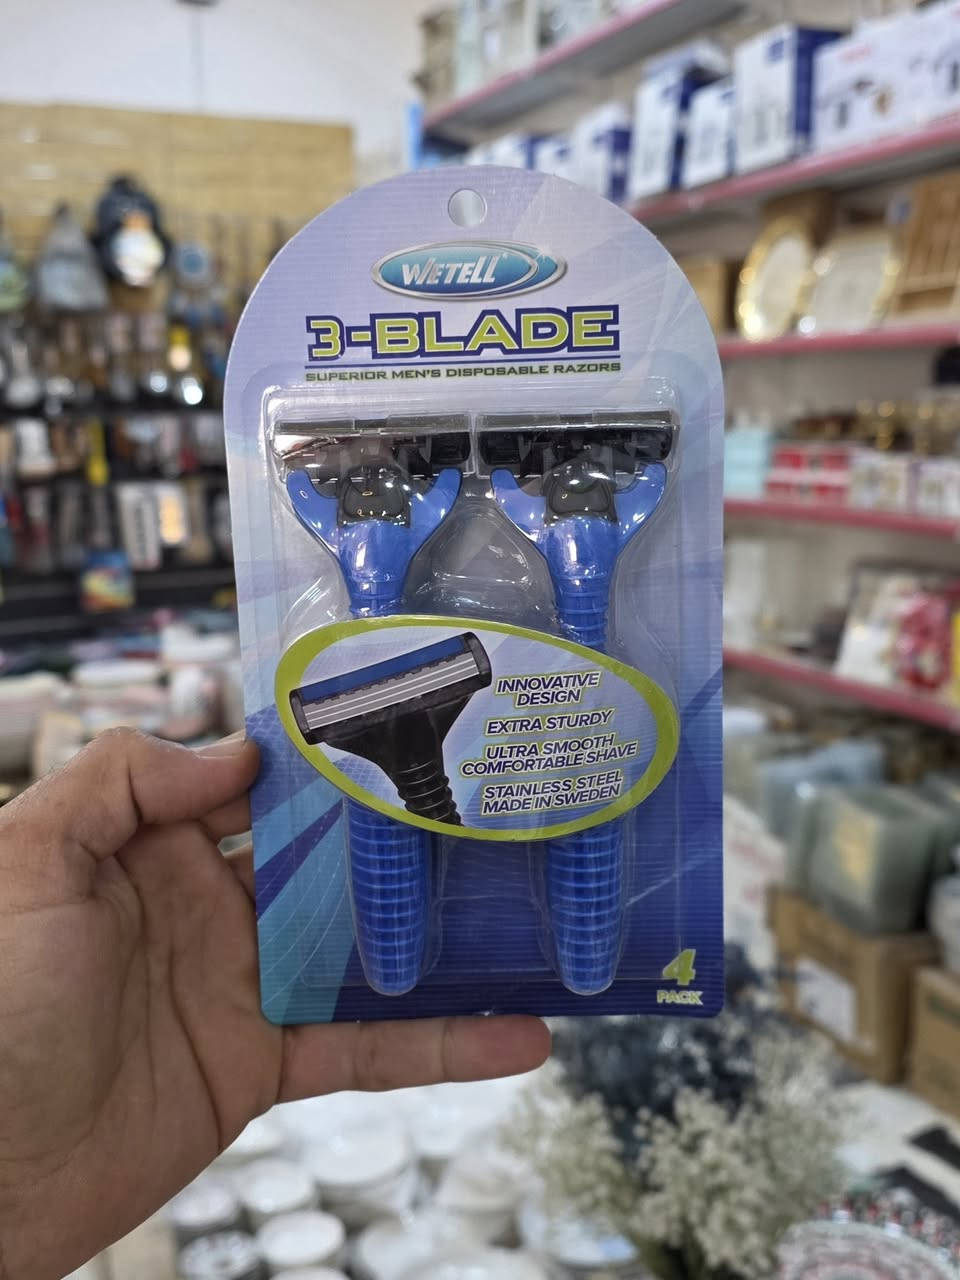 WETELL
3-BLADE
SUPERIOR MEN'S DISPOSABLE RAZORS
INNOVATIVE
DESIGN
EXTRA STURDY
ULTRA SMOOTH
COMFORTABLE SHAVE
STAINLESS STEEL
MADE IN SWEDEN
4
PACK